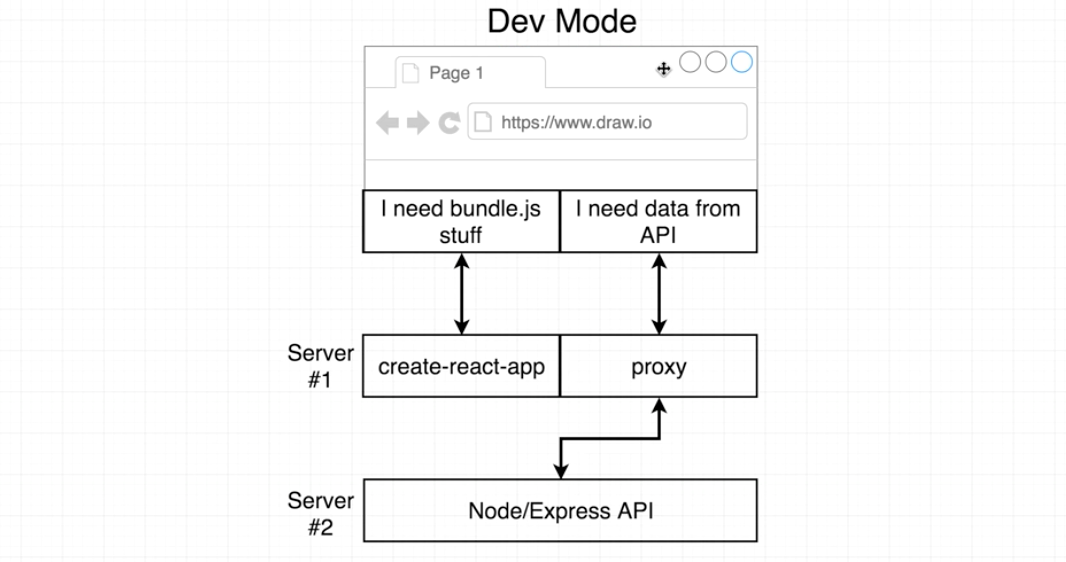 Dev Mode
Page 1
https://www.draw.io
I need bundle.js
stuff
I need data from
API
Server
#1
create-react-app
proxy
Server
#2
Node/Express API